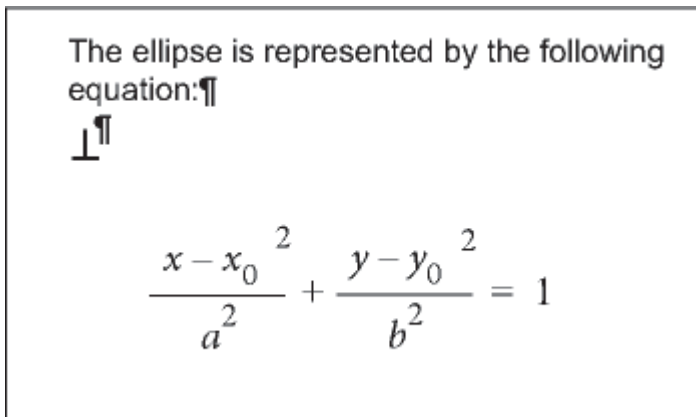 The ellipse is represented by the following
equation:¶
⊥¶
x – x₀ ² / a² + y – y₀ ² / b² = 1